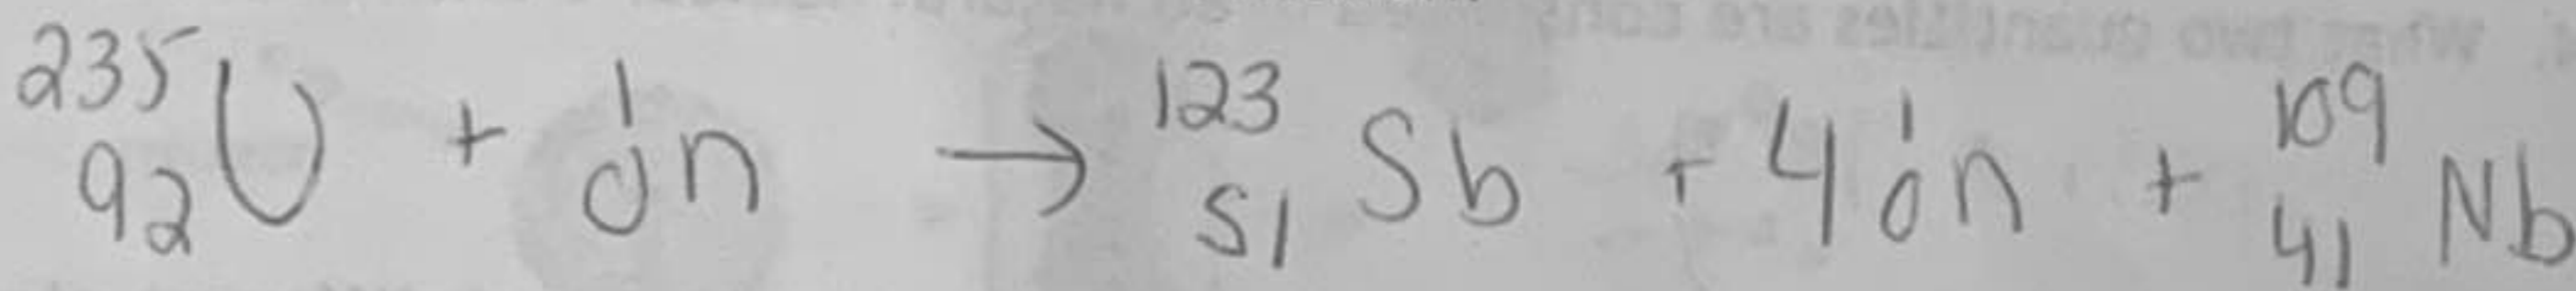 ²³⁵₉₂U + ¹₀n → ¹²³₅₁Sb + 4¹₀n + ¹⁰⁹₄₁Nb